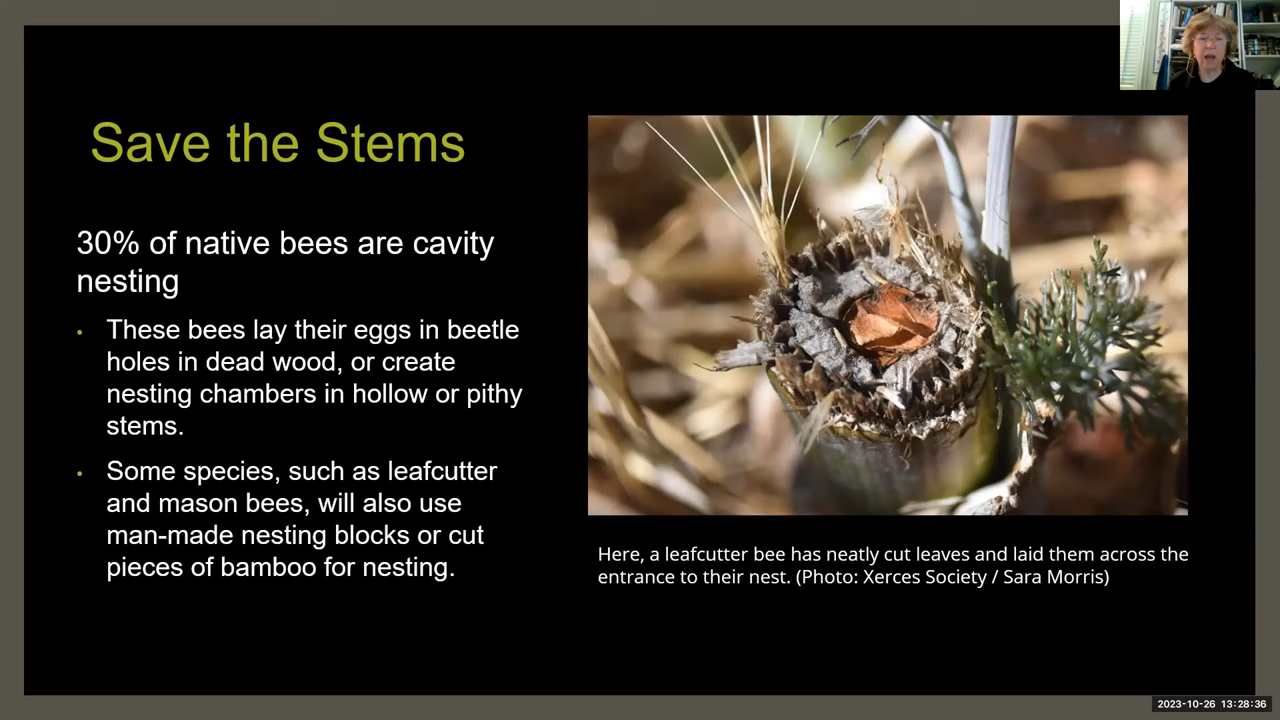 Save the Stems
30% of native bees are cavity
nesting
• These bees lay their eggs in beetle
holes in dead wood, or create
nesting chambers in hollow or pithy
stems.
• Some species, such as leafcutter
and mason bees, will also use
man-made nesting blocks or cut
pieces of bamboo for nesting.
Here, a leafcutter bee has neatly cut leaves and laid them across the
entrance to their nest. (Photo: Xerces Society / Sara Morris)
2023-10-26 13:28:36